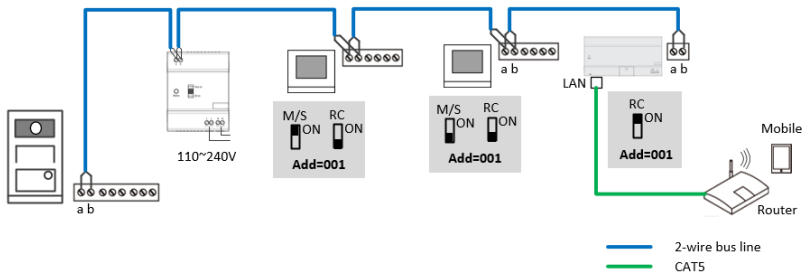 a b
110~240V
M/S
ON
RC
ON
Add=001
a b
M/S
ON
RC
ON
Add=001
a b
LAN
RC
ON
Add=001
a b
Mobile
Router
2-wire bus line
CAT5